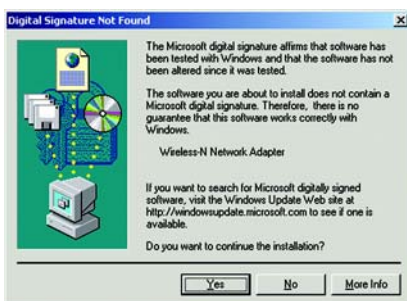 Digital Signature Not Found
The Microsoft digital signature affirms that software has
been tested with Windows and that the software has not
been altered since it was tested.
The software you are about to install does not contain a
Microsoft digital signature. Therefore, there is no
guarantee that this software works correctly with
Windows.
Wireless-N Network Adapter
If you want to search for Microsoft digitally signed
software, visit the Windows Update Web site at
http://windowsupdate.microsoft.com to see if one is
available.
Do you want to continue the installation?
Yes No More Info